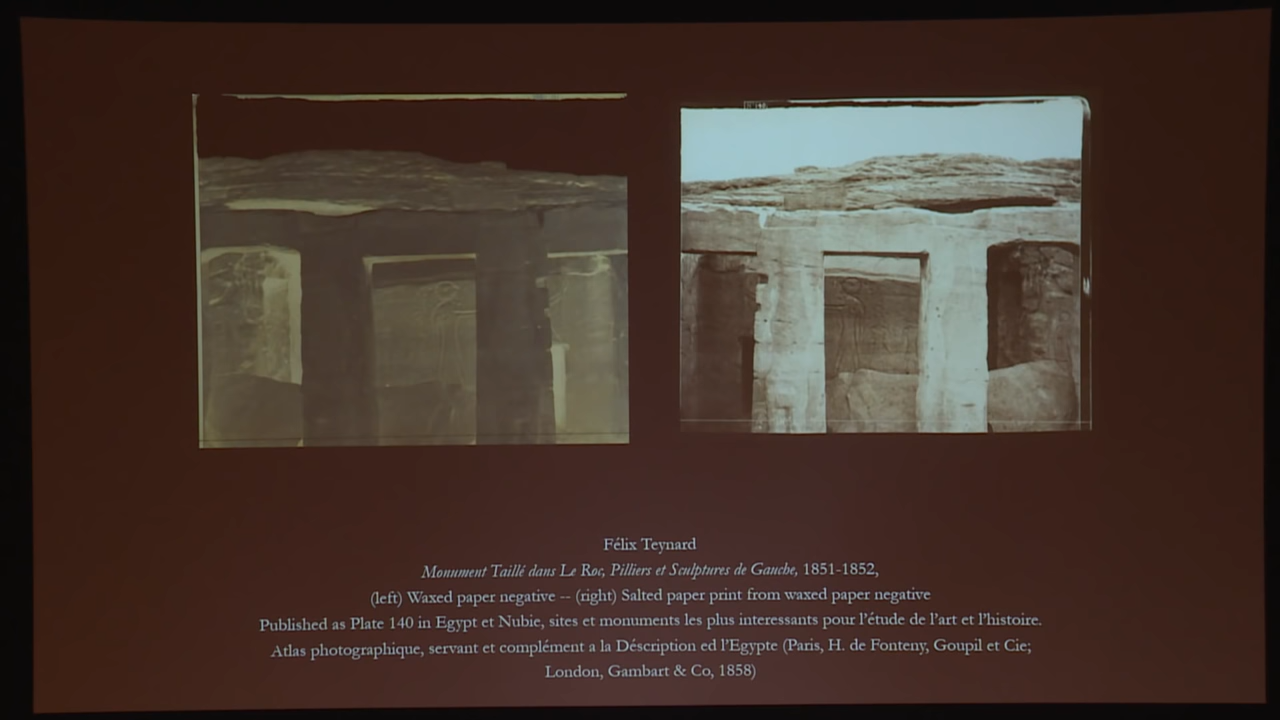 Félix Teynard
Monument Taillé dans Le Roc, Pilliers et Sculptures de Gauche, 1851-1852,
(left) Waxed paper negative -- (right) Salted paper print from waxed paper negative
Published as Plate 140 in Egypt et Nubie, sites et monuments les plus interessants pour l'étude de l'art et l'histoire.
Atlas photographique, servant et complément a la Déscription ed l'Egypte (Paris, H. de Fonteny, Goupil et Cie;
London, Gambart & Co, 1858)